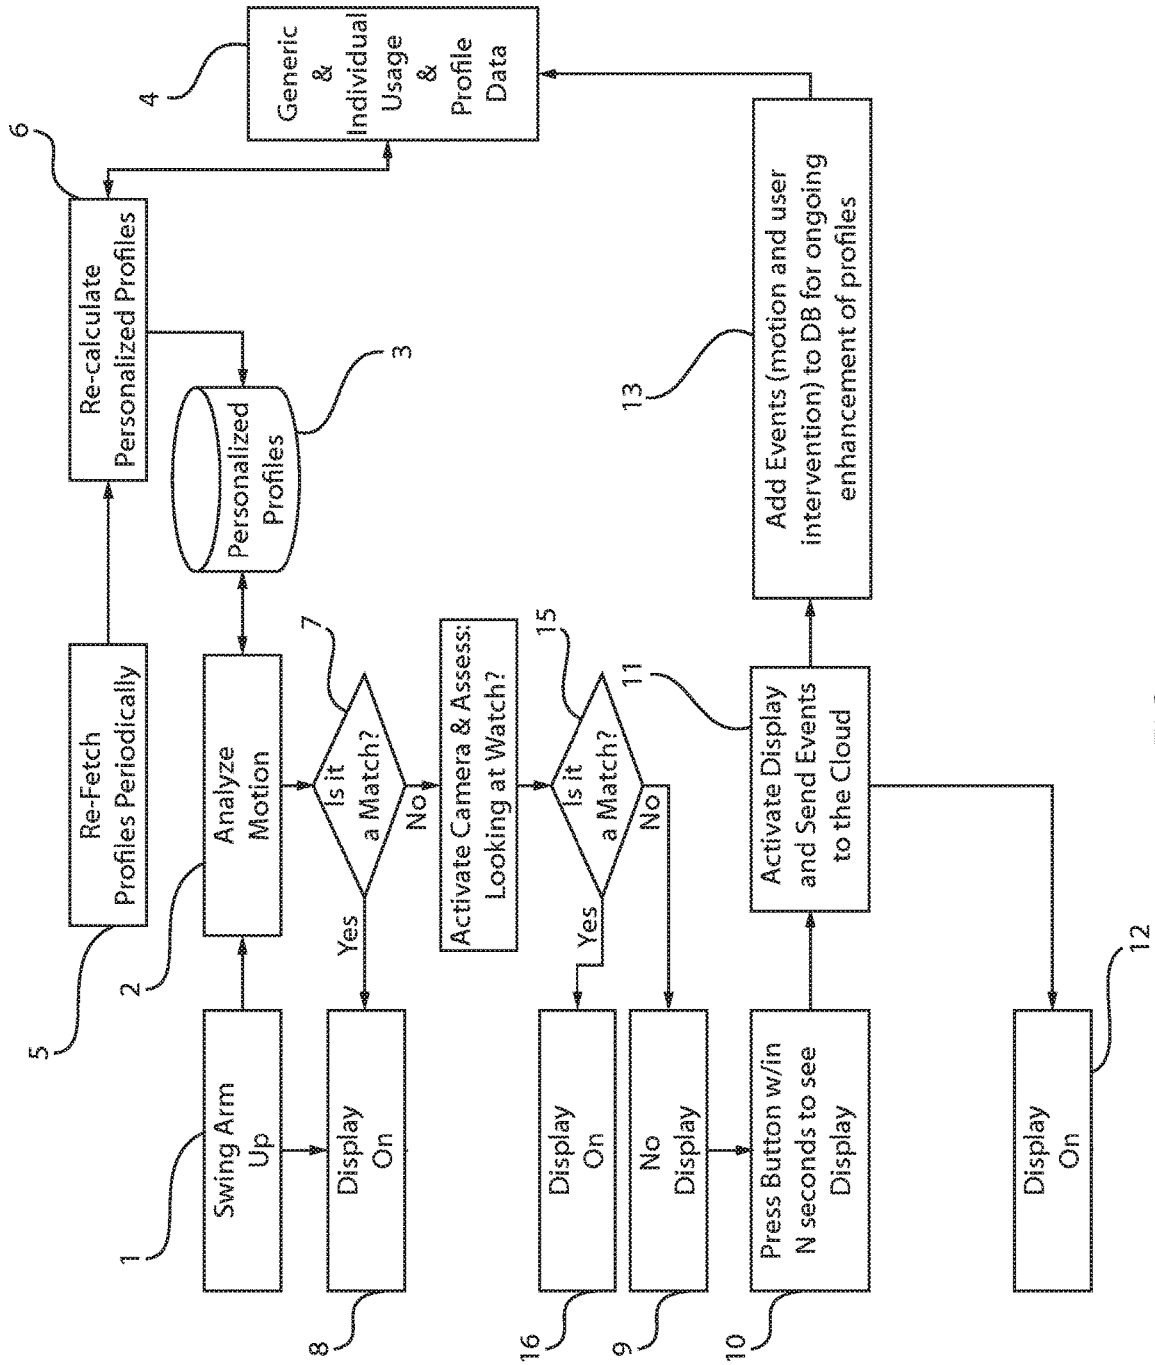 6
5
Re-Fetch
Profiles Periodically
Re-calculate
Personalized Profiles
1
2
4
Swing Arm
Up
Analyze
Motion
Personalized
Profiles
3
Generic
&
Individual
Usage
&
Profile
Data
8
7
Display
On
Yes
Is it
a Match?
No
Activate Camera & Assess:
Looking at Watch?
16
15
Display
On
Yes
Is it
a Match?
No
9
No
Display
11
13
10
Press Button w/in
N seconds to see
Display
Activate Display
and Send Events
to the Cloud
Add Events (motion and user
intervention) to DB for ongoing
enhancement of profiles
Display
On
12